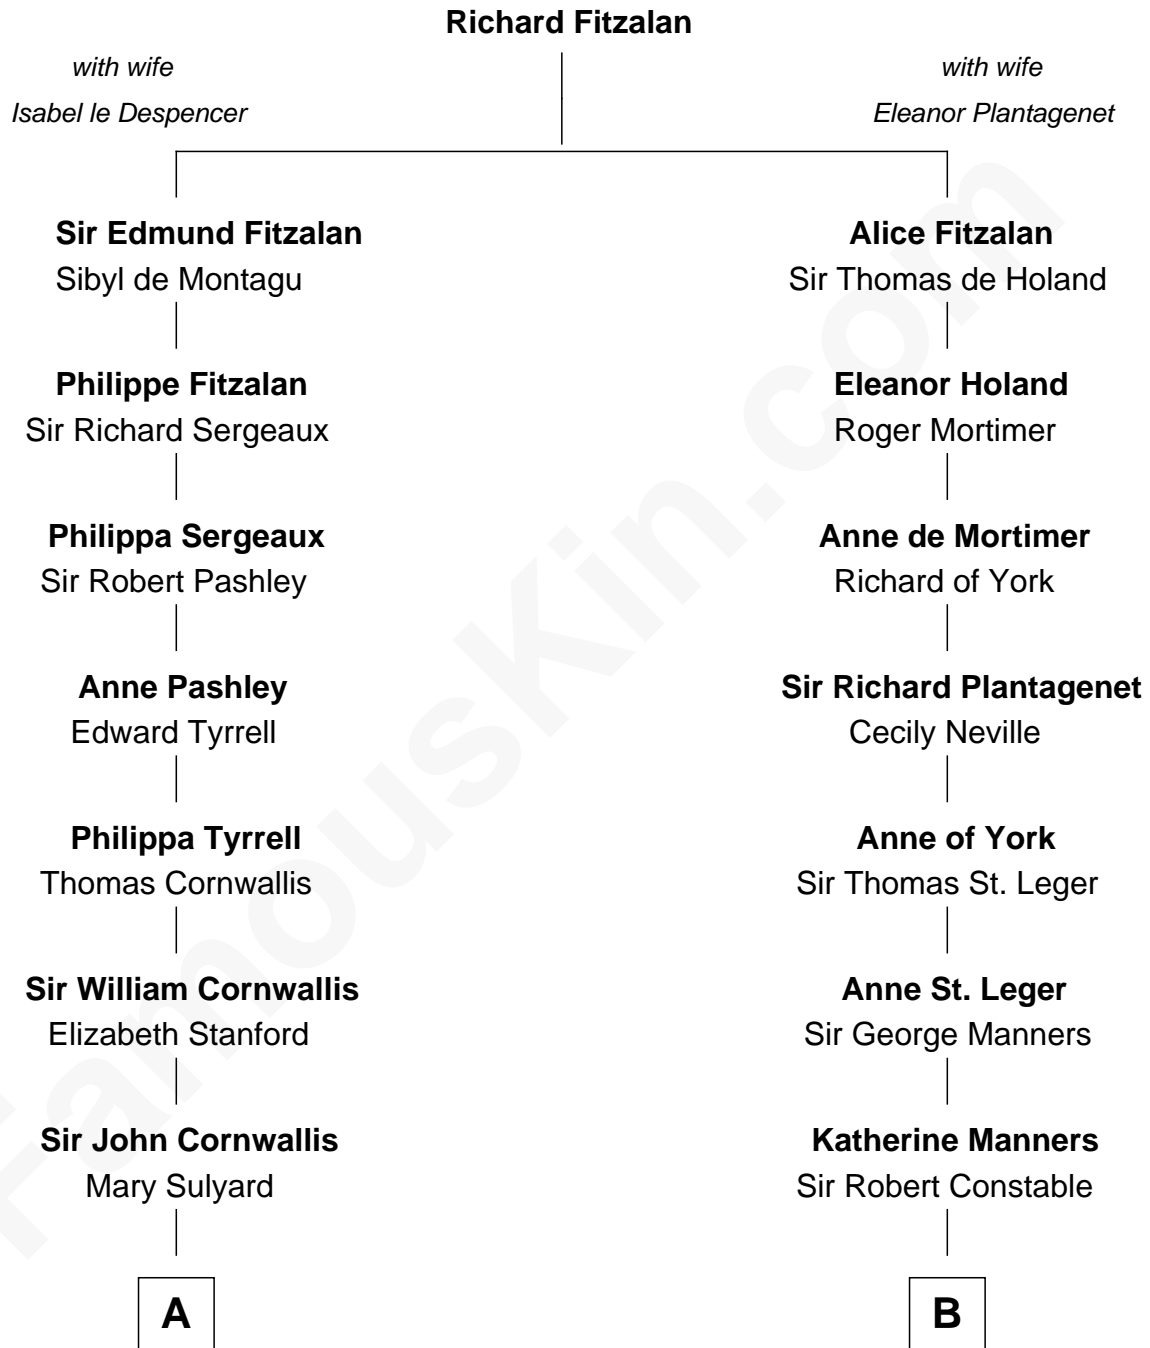 Richard Fitzalan
with wife
Isabel le Despencer
with wife
Eleanor Plantagenet
Sir Edmund Fitzalan
Sibyl de Montagu
Philippe Fitzalan
Sir Richard Sergeaux
Philippa Sergeaux
Sir Robert Pashley
Anne Pashley
Edward Tyrrell
Philippa Tyrrell
Thomas Cornwallis
Sir William Cornwallis
Elizabeth Stanford
Sir John Cornwallis
Mary Sulyard
A
Alice Fitzalan
Sir Thomas de Holand
Eleanor Holand
Roger Mortimer
Anne de Mortimer
Richard of York
Sir Richard Plantagenet
Cecily Neville
Anne of York
Sir Thomas St. Leger
Anne St. Leger
Sir George Manners
Katherine Manners
Sir Robert Constable
B
FamousKin.com